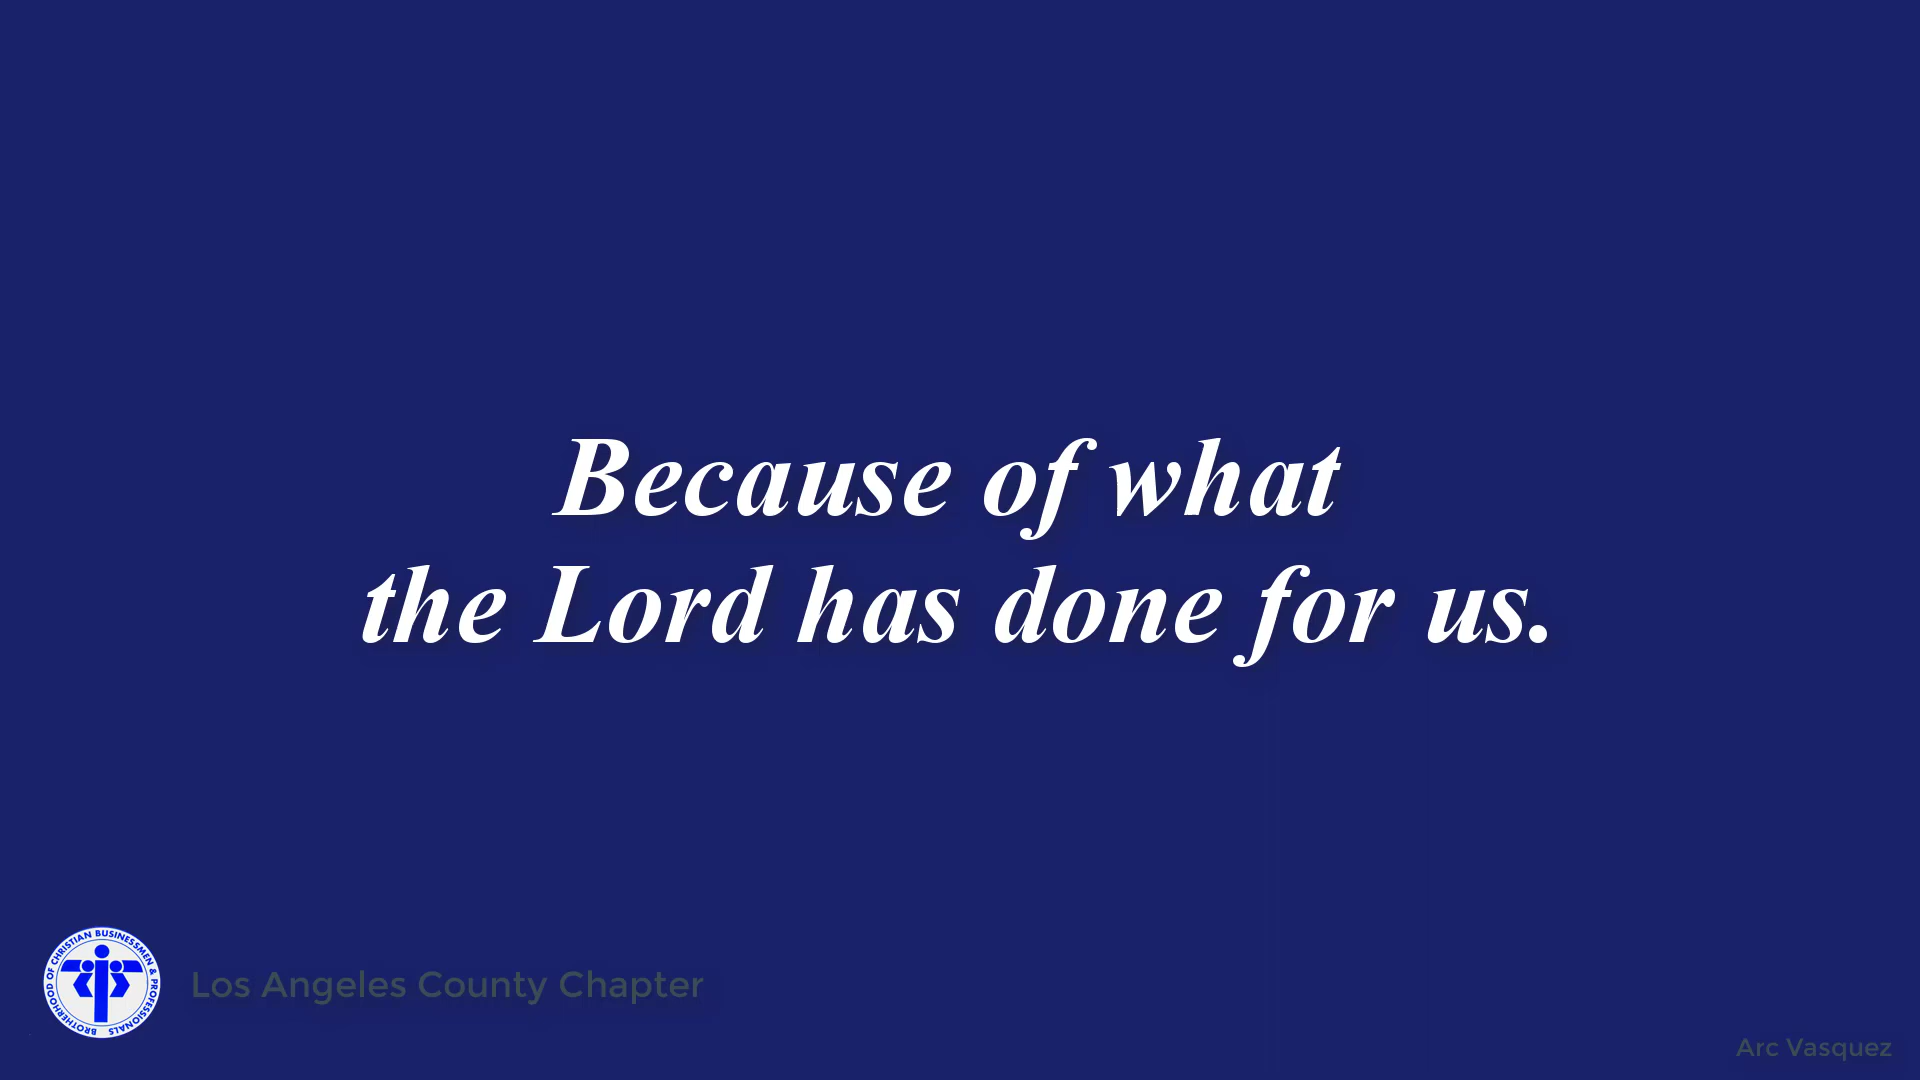 Because of what
the Lord has done for us.
BROTHERHOOD OF CHRISTIAN BUSINESSMEN & PROFESSIONALS
Los Angeles County Chapter
Arc Vasquez